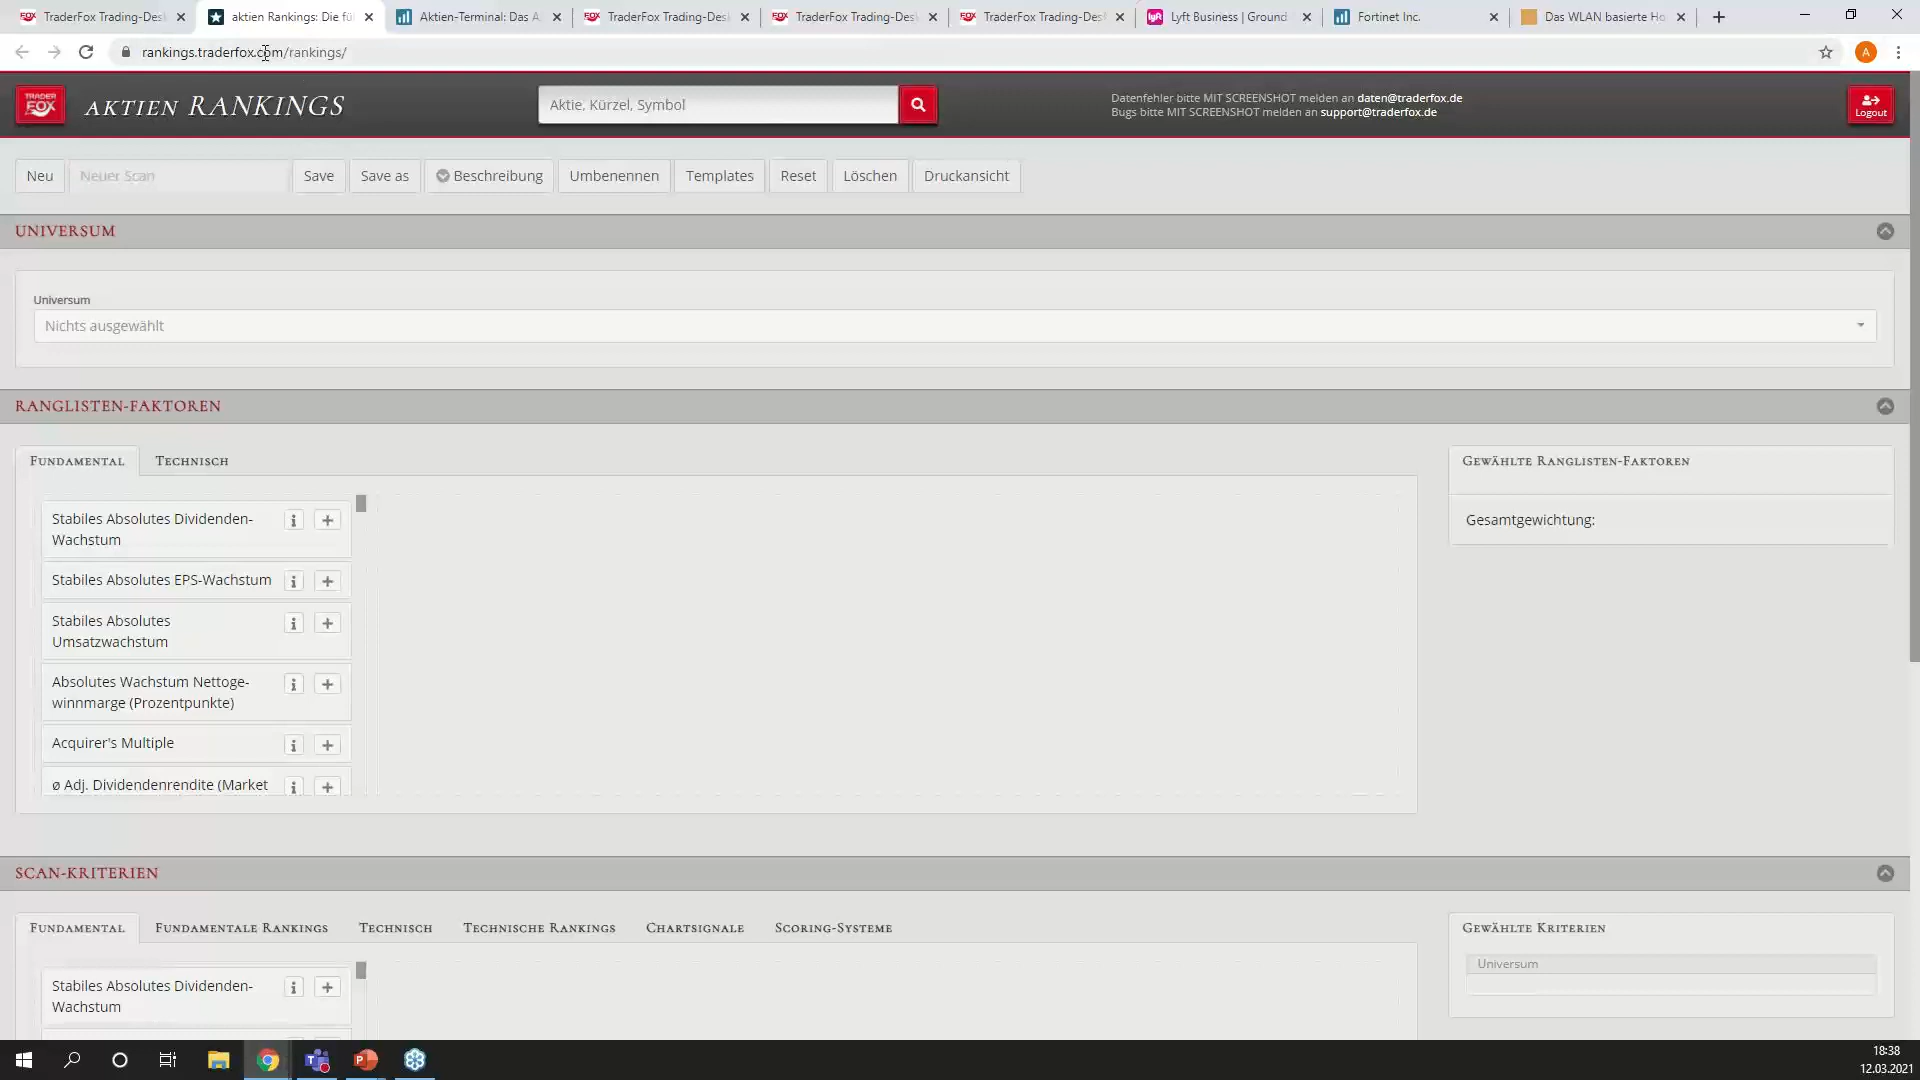 TraderFox Trading-Des
aktien Rankings: Die fü
Aktien-Terminal: Das A
TraderFox Trading-Des
TraderFox Trading-De
TraderFox Trading-Des
Lyft Business | Ground
Fortinet Inc.
Das WLAN basierte Ho
rankings.traderfox.com/rankings/
A
TRADER
FOX
AKTIEN RANKINGS
Aktie, Kürzel, Symbol
Datenfehler bitte MIT SCREENSHOT melden an daten@traderfox.de
Bugs bitte MIT SCREENSHOT melden an support@traderfox.de
Logout
Neu
Neuer Scan
Save
Save as
Beschreibung
Umbenennen
Templates
Reset
Löschen
Druckansicht
UNIVERSUM
Universum
Nichts ausgewählt
RANGLISTEN-FAKTOREN
FUNDAMENTAL
TECHNISCH
GEWÄHLTE RANGLISTEN-FAKTOREN
Gesamtgewichtung:
Stabiles Absolutes Dividenden-
Wachstum
Stabiles Absolutes EPS-Wachstum
Stabiles Absolutes
Umsatzwachstum
Absolutes Wachstum Nettoge-
winnmarge (Prozentpunkte)
Acquirer's Multiple
ø Adj. Dividendenrendite (Market
SCAN-KRITERIEN
FUNDAMENTAL
FUNDAMENTALE RANKINGS
TECHNISCH
TECHNISCHE RANKINGS
CHARTSIGNALE
SCORING-SYSTEME
GEWÄHLTE KRITERIEN
Universum
Stabiles Absolutes Dividenden-
Wachstum
18:38
12.03.2021